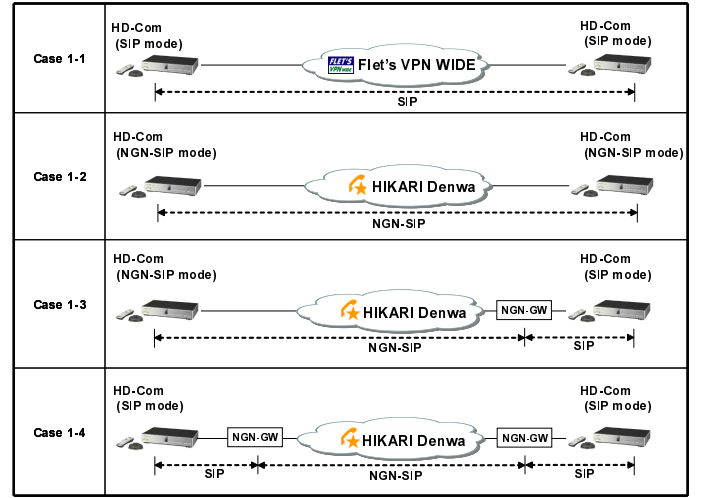 HD-Com
(SIP mode)
HD-Com
(SIP mode)
Case 1-1
FLET'S
VPN WIDE
Flet's VPN WIDE
SIP
HD-Com
(NGN-SIP mode)
HD-Com
(NGN-SIP mode)
Case 1-2
HIKARI Denwa
NGN-SIP
HD-Com
(NGN-SIP mode)
HD-Com
(SIP mode)
Case 1-3
HIKARI Denwa
NGN-GW
NGN-SIP
SIP
HD-Com
(SIP mode)
HD-Com
(SIP mode)
Case 1-4
NGN-GW
HIKARI Denwa
NGN-GW
SIP
NGN-SIP
SIP